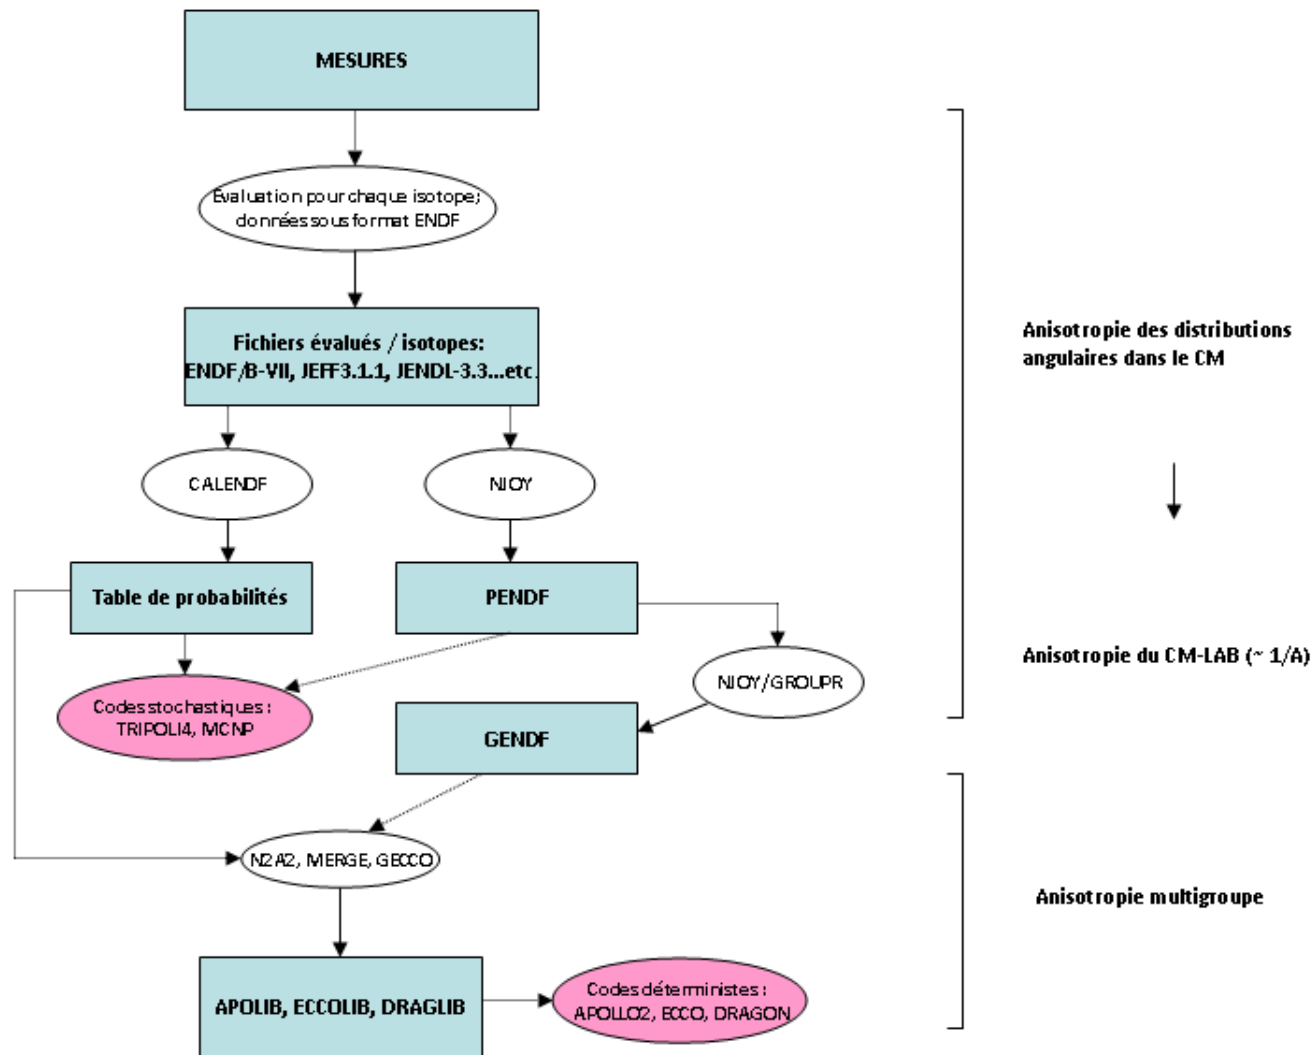 MESURES
Évaluation pour chaque isotope;
données sous format ENDF
Fichiers évalués / isotopes:
ENDF/B-VII, JEFF3.1.1, JENDL-3.3...etc.
Anisotropie des distributions
angulaires dans le CM
CALENDF
NJOY
Table de probabilités
PENDF
Anisotropie du CM-LAB (~ 1/A)
NJOY/GROUPR
Codes stochastiques :
TRIPOLI4, MCNP
GENDF
N2A2, MERGE, GECCO
Anisotropie multigroupe
APOLIB, ECCOLIB, DRAGLIB
Codes déterministes :
APOLLO2, ECCO, DRAGON